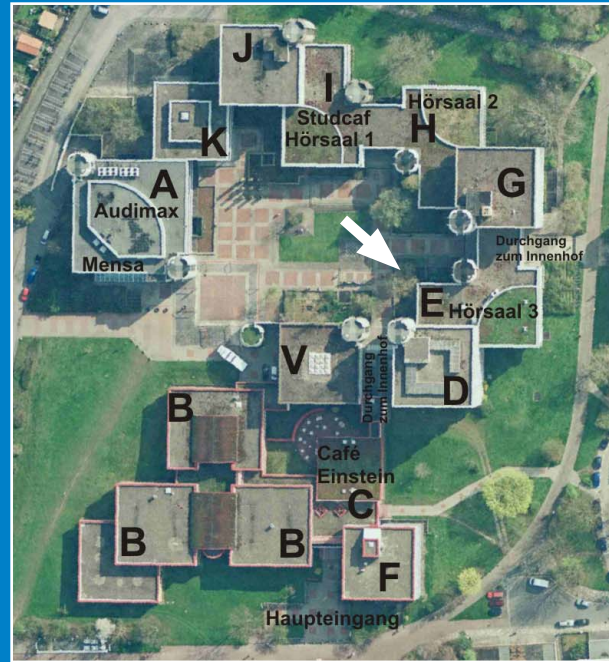 J
I
Hörsaal 2
Studcaf
H
Hörsaal 1
K
A
G
Audimax
Durchgang
zum Innenhof
Mensa
E Hörsaal 3
V
Durchgang
zum Innenhof
D
B
Café
Einstein
C
B
B
F
Haupteingang